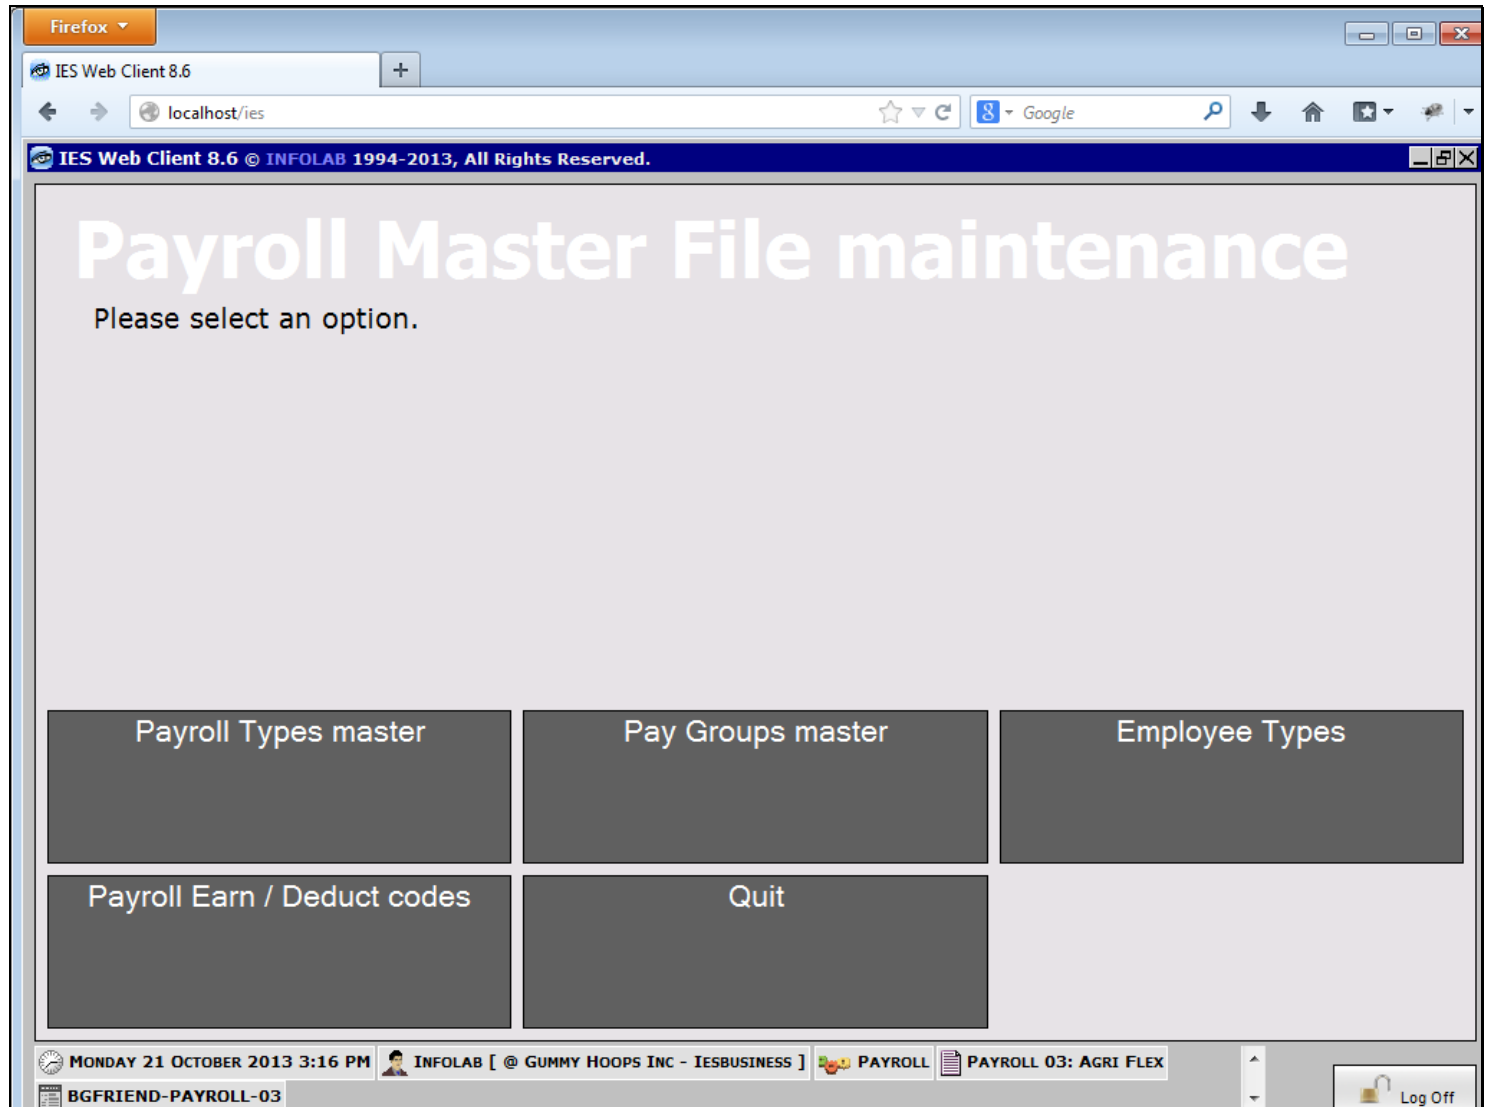 Firefox
IES Web Client 8.6
localhost/ies
8 Google
IES Web Client 8.6 © INFOLAB 1994-2013, All Rights Reserved.
Payroll Master File maintenance
Please select an option.
Payroll Types master
Pay Groups master
Employee Types
Payroll Earn / Deduct codes
Quit
MONDAY 21 OCTOBER 2013 3:16 PM INFOLAB [ @ GUMMY HOOPS INC - IESBUSINESS ] PAYROLL PAYROLL 03: AGRI FLEX
BGFRIEND-PAYROLL-03
Log Off